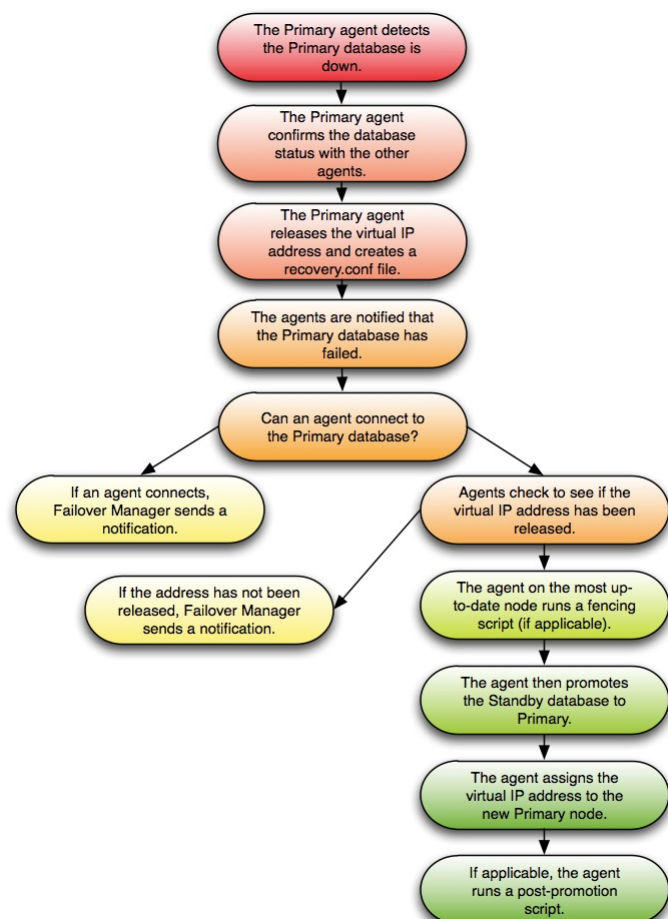 The Primary agent detects
the Primary database is
down.
The Primary agent
confirms the database
status with the other
agents.
The Primary agent
releases the virtual IP
address and creates a
recovery.conf file.
The agents are notified that
the Primary database has
failed.
Can an agent connect to
the Primary database?
If an agent connects,
Failover Manager sends a
notification.
Agents check to see if the
virtual IP address has been
released.
If the address has not been
released, Failover Manager
sends a notification.
The agent on the most up-
to-date node runs a fencing
script (if applicable).
The agent then promotes
the Standby database to
Primary.
The agent assigns the
virtual IP address to the
new Primary node.
If applicable, the agent
runs a post-promotion
script.